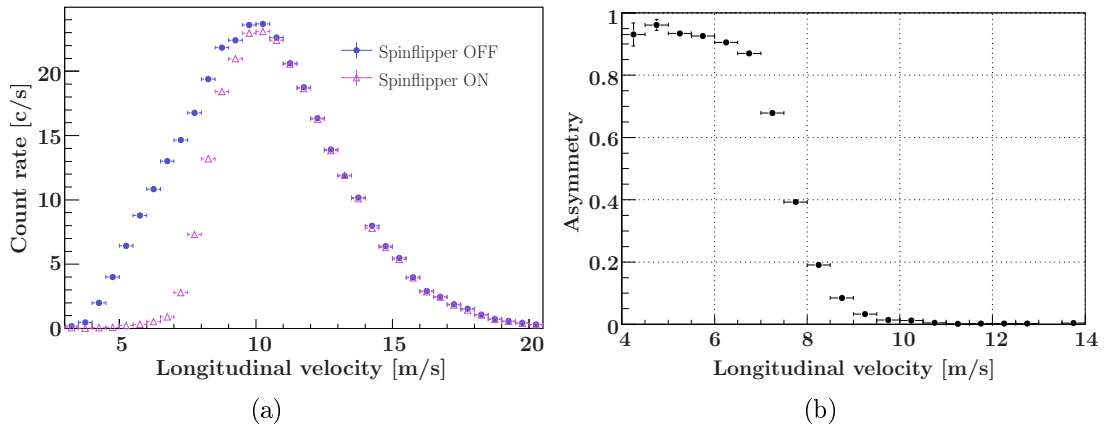 Count rate [c/s]
20
15
10
5
0
Spinflipper OFF
Spinflipper ON
5
10
15
20
Longitudinal velocity [m/s]
(a)
Asymmetry
1
0.8
0.6
0.4
0.2
0
4
6
8
10
12
14
Longitudinal velocity [m/s]
(b)